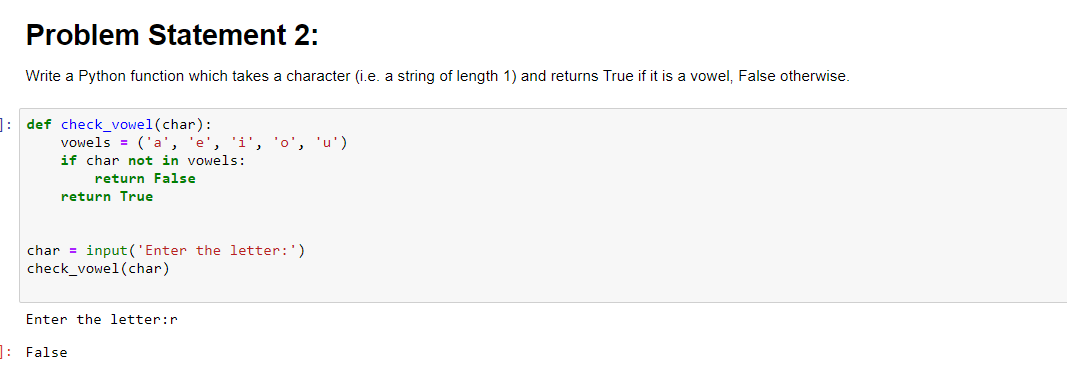 Problem Statement 2:
Write a Python function which takes a character (i.e. a string of length 1) and returns True if it is a vowel, False otherwise.
]: def check_vowel(char):
    vowels = ('a', 'e', 'i', 'o', 'u')
    if char not in vowels:
        return False
    return True
char = input('Enter the letter:')
check_vowel(char)
Enter the letter:r
]: False